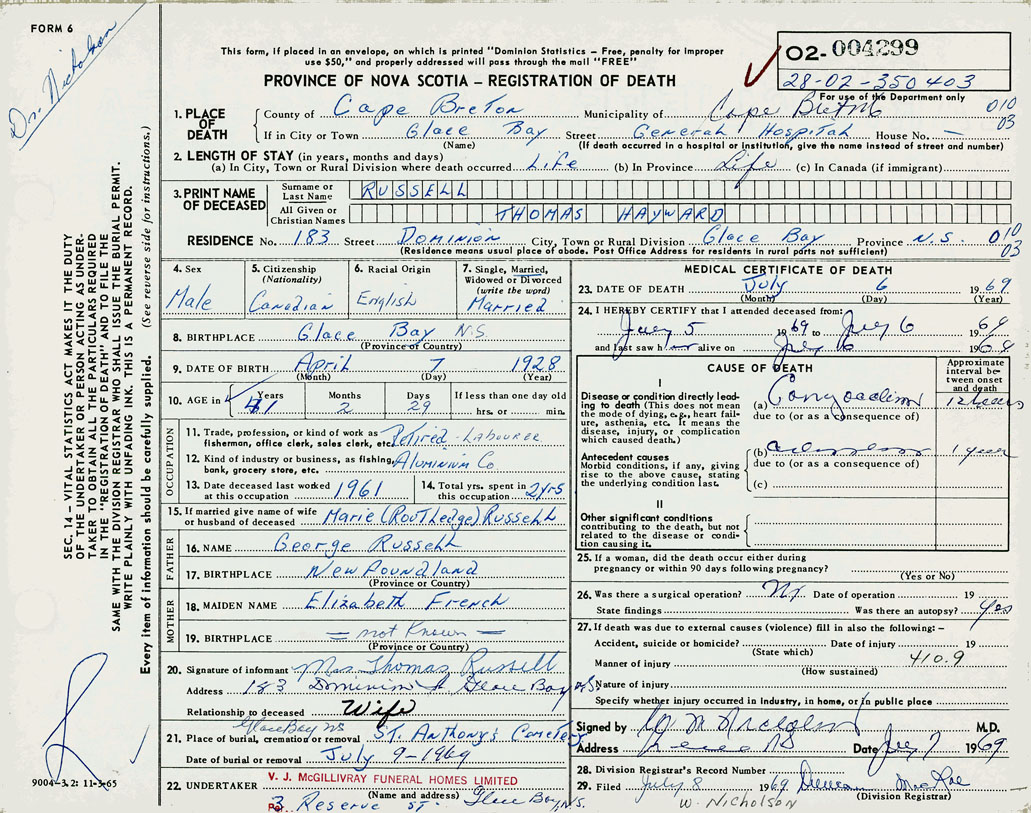 FORM 6
Dr. Nicholson
This form, if placed in an envelope, on which is printed "Dominion Statistics – Free, penalty for improper
use $50," and properly addressed will pass through the mail "FREE"
PROVINCE OF NOVA SCOTIA – REGISTRATION OF DEATH
02-004299
28-02-350403
For use of the Department only
1. PLACE OF DEATH
County of Cape Breton Municipality of Cape Breton 010 03
If in City or Town Glace Bay Street General Hospital House No. —
(Name) (If death occurred in a hospital or institution, give the name instead of street and number)
2. LENGTH OF STAY (in years, months and days)
(a) In City, Town or Rural Division where death occurred Life (b) In Province Life (c) In Canada (if immigrant)
3. PRINT NAME OF DECEASED
Surname or Last Name RUSSELL
All Given or Christian Names THOMAS HAYWARD
RESIDENCE No. 183 Street Dominion City, Town or Rural Division Glace Bay Province N.S. 010 03
(Residence means usual place of abode. Post Office Address for residents in rural parts not sufficient)
4. Sex Male
5. Citizenship (Nationality) Canadian
6. Racial Origin English
7. Single, Married, Widowed or Divorced (write the word) Married
8. BIRTHPLACE Glace Bay N.S
(Province or Country)
9. DATE OF BIRTH April 7 1928
(Month) (Day) (Year)
10. AGE in Years 41 Months 2 Days 29 If less than one day old hrs. or min.
OCCUPATION
11. Trade, profession, or kind of work as fisherman, office clerk, sales clerk, etc. Retired - Labourer
12. Kind of industry or business, as fishing, bank, grocery store, etc. Aluminium Co
13. Date deceased last worked at this occupation 1961
14. Total yrs. spent in this occupation 2 yrs
15. If married give name of wife or husband of deceased Marie (Routledge) Russell
FATHER
16. NAME George Russell
17. BIRTHPLACE Newfoundland
(Province or Country)
MOTHER
18. MAIDEN NAME Elizabeth French
19. BIRTHPLACE = not Known =
(Province or Country)
20. Signature of informant Mrs. Thomas Russell
Address 183 Dominion St Glace Bay N.S.
Relationship to deceased Wife
Glace Bay NS
21. Place of burial, cremation or removal St. Anthony's Cemetery
Date of burial or removal July 9-1969
V. J. McGILLIVRAY FUNERAL HOMES LIMITED
22. UNDERTAKER
(Name and address)
Per 3 Reserve St. Glace Bay, N.S.
MEDICAL CERTIFICATE OF DEATH
23. DATE OF DEATH July 6 1969
(Month) (Day) (Year)
24. I HEREBY CERTIFY that I attended deceased from:
July 5 1969 to July 6 1969
and last saw h alive on July 6 1969
CAUSE OF DEATH
Approximate interval between onset and death
I
Disease or condition directly leading to death (This does not mean the mode of dying, e.g., heart failure, asthenia, etc. It means the disease, injury, or complication which caused death.)
(a) 12 hours
due to (or as a consequence of)
Antecedent causes
Morbid conditions, if any, giving rise to the above cause, stating the underlying condition last.
(b) 1 year
due to (or as a consequence of)
(c)
II
Other significant conditions
contributing to the death, but not related to the disease or condition causing it.
25. If a woman, did the death occur either during pregnancy or within 90 days following pregnancy?
(Yes or No)
26. Was there a surgical operation? No. Date of operation 19
State findings Was there an autopsy? Yes
27. If death was due to external causes (violence) fill in also the following: –
Accident, suicide or homicide? Date of injury 19
(State which)
Manner of injury 410.9
(How sustained)
Nature of injury
Specify whether injury occurred in Industry, in home, or in public place
Signed by M.D.
Address Date July 7 1969
28. Division Registrar's Record Number
29. Filed July 8 1969 Duncan MacRae
(Division Registrar)
W. Nicholson
SEC. 14 – VITAL STATISTICS ACT MAKES IT THE DUTY
OF THE UNDERTAKER OR PERSON ACTING AS UNDER-
TAKER TO OBTAIN ALL THE PARTICULARS REQUIRED
IN THE "REGISTRATION OF DEATH" AND TO FILE THE
SAME WITH THE DIVISION REGISTRAR WHO SHALL ISSUE THE BURIAL PERMIT.
WRITE PLAINLY WITH UNFADING INK. THIS IS A PERMANENT RECORD.
Every item of information should be carefully supplied. (See reverse side for instructions.)
9004-3.2: 11-3-65